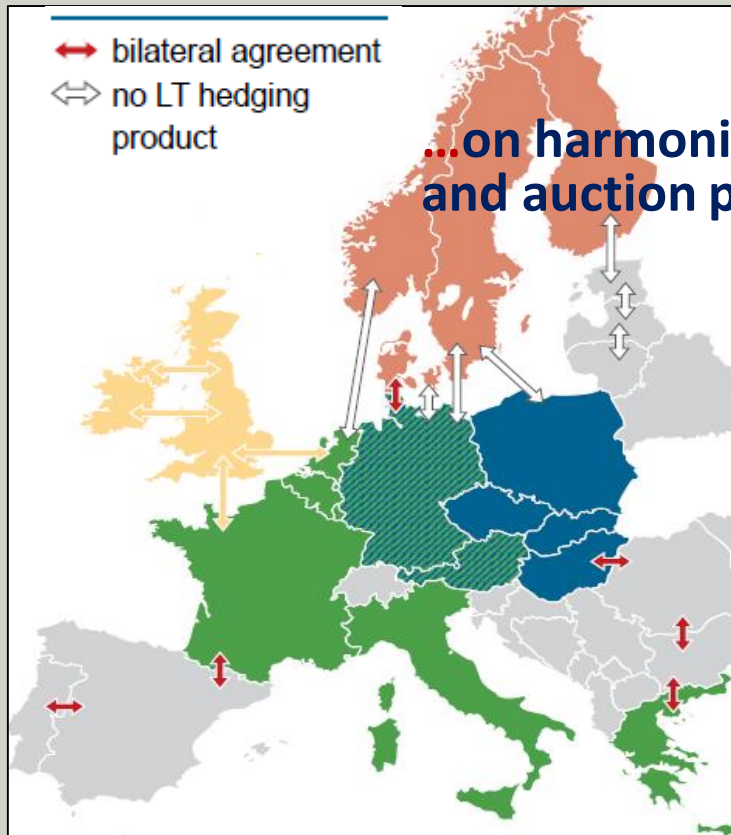 bilateral agreement
no LT hedging
product
...on harmoni
and auction p